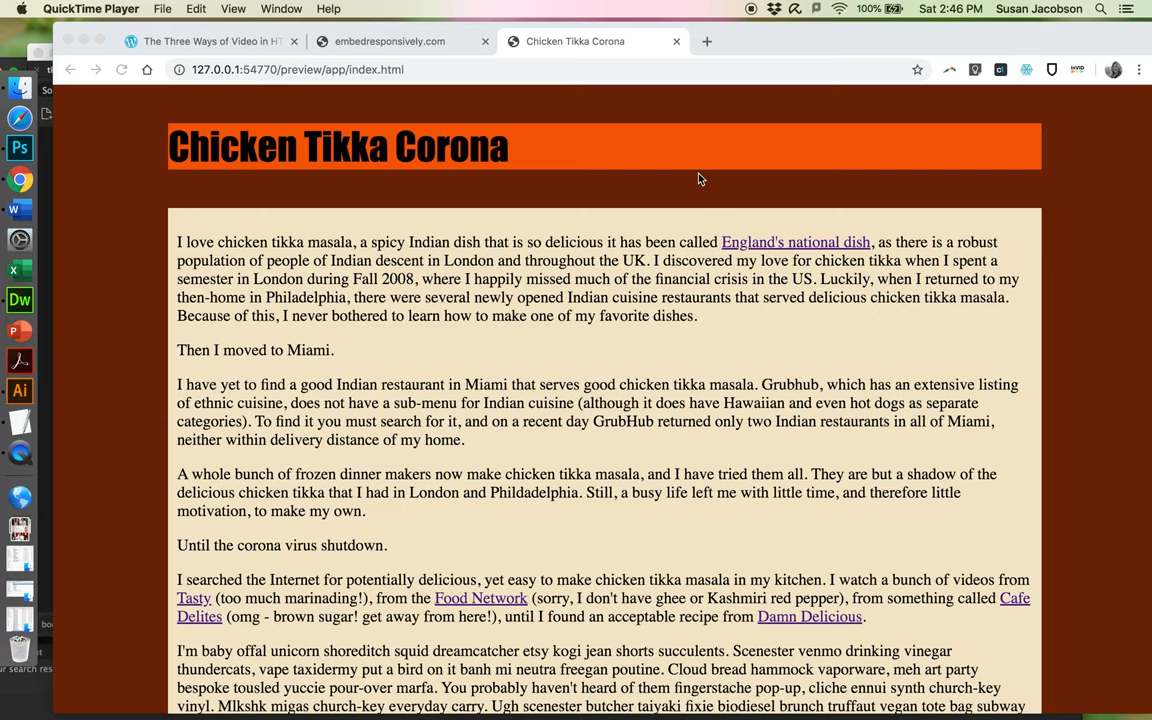 QuickTime Player File Edit View Window Help 100% Sat 2:46 PM Susan Jacobson
The Three Ways of Video in HT embedresponsively.com Chicken Tikka Corona
127.0.0.1:54770/preview/app/index.html
Chicken Tikka Corona
I love chicken tikka masala, a spicy Indian dish that is so delicious it has been called England's national dish, as there is a robust
population of people of Indian descent in London and throughout the UK. I discovered my love for chicken tikka when I spent a
semester in London during Fall 2008, where I happily missed much of the financial crisis in the US. Luckily, when I returned to my
then-home in Philadelphia, there were several newly opened Indian cuisine restaurants that served delicious chicken tikka masala.
Because of this, I never bothered to learn how to make one of my favorite dishes.
Then I moved to Miami.
I have yet to find a good Indian restaurant in Miami that serves good chicken tikka masala. Grubhub, which has an extensive listing
of ethnic cuisine, does not have a sub-menu for Indian cuisine (although it does have Hawaiian and even hot dogs as separate
categories). To find it you must search for it, and on a recent day GrubHub returned only two Indian restaurants in all of Miami,
neither within delivery distance of my home.
A whole bunch of frozen dinner makers now make chicken tikka masala, and I have tried them all. They are but a shadow of the
delicious chicken tikka that I had in London and Phildadelphia. Still, a busy life left me with little time, and therefore little
motivation, to make my own.
Until the corona virus shutdown.
I searched the Internet for potentially delicious, yet easy to make chicken tikka masala in my kitchen. I watch a bunch of videos from
Tasty (too much marinading!), from the Food Network (sorry, I don't have ghee or Kashmiri red pepper), from something called Cafe
Delites (omg - brown sugar! get away from here!), until I found an acceptable recipe from Damn Delicious.
I'm baby offal unicorn shoreditch squid dreamcatcher etsy kogi jean shorts succulents. Scenester venmo drinking vinegar
thundercats, vape taxidermy put a bird on it banh mi neutra freegan poutine. Cloud bread hammock vaporware, meh art party
bespoke tousled yuccie pour-over marfa. You probably haven't heard of them fingerstache pop-up, cliche ennui synth church-key
vinyl. Mlkshk migas church-key everyday carry. Ugh scenester butcher taiyaki fixie biodiesel brunch truffaut vegan tote bag subway
Ps
W
X
Dw
P
Ai